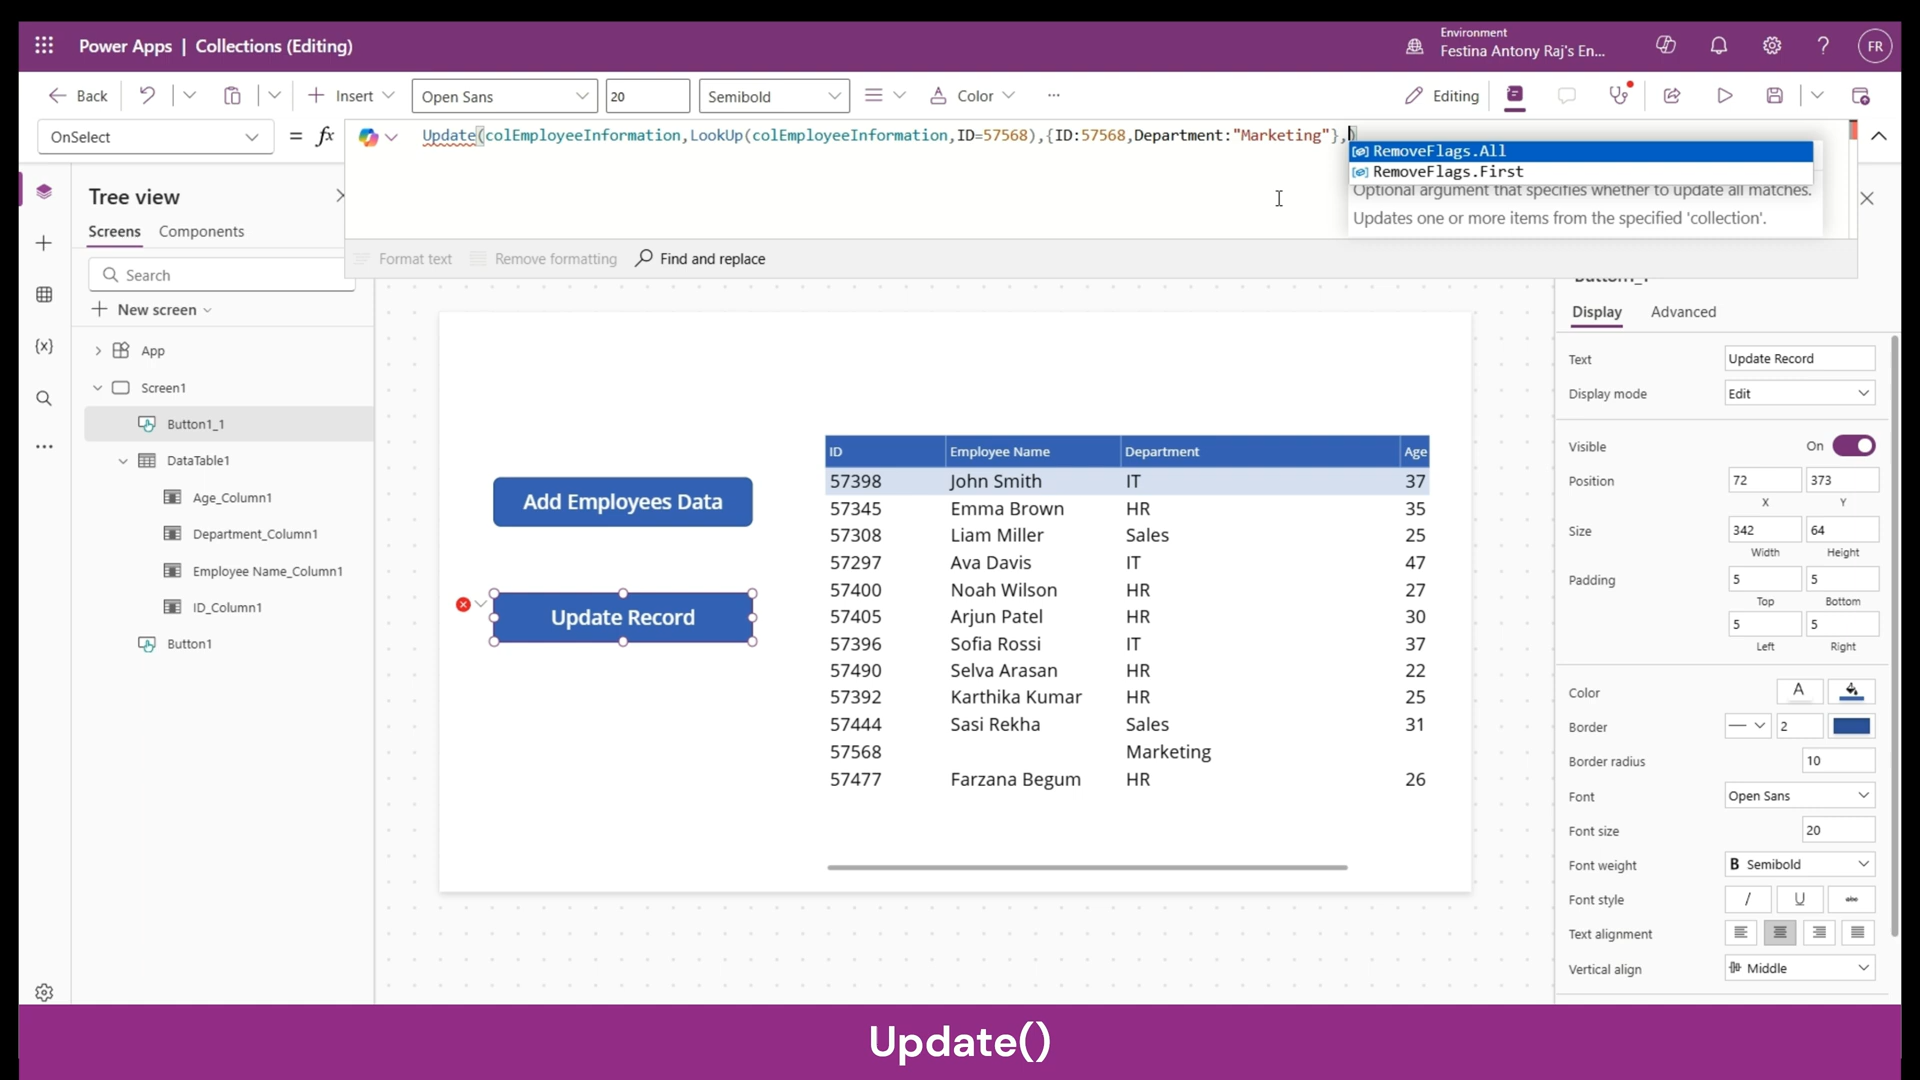 Power Apps | Collections (Editing)
Environment
Festina Antony Raj's En...
FR
Back
Insert
Open Sans
20
Semibold
Color
Editing
OnSelect
= fx
Update(colEmployeeInformation,LookUp(colEmployeeInformation,ID=57568),{ID:57568,Department:"Marketing"},)
RemoveFlags.All
RemoveFlags.First
Optional argument that specifies whether to update all matches.
Updates one or more items from the specified 'collection'.
Format text
Remove formatting
Find and replace
Tree view
Screens
Components
Search
New screen
App
Screen1
Button1_1
DataTable1
Age_Column1
Department_Column1
Employee Name_Column1
ID_Column1
Button1
Add Employees Data
Update Record
ID Employee Name Department Age
57398 John Smith IT 37
57345 Emma Brown HR 35
57308 Liam Miller Sales 25
57297 Ava Davis IT 47
57400 Noah Wilson HR 27
57405 Arjun Patel HR 30
57396 Sofia Rossi IT 37
57490 Selva Arasan HR 22
57392 Karthika Kumar HR 25
57444 Sasi Rekha Sales 31
57568 Marketing
57477 Farzana Begum HR 26
Button1_1
Display
Advanced
Text
Update Record
Display mode
Edit
Visible
On
Position
72
373
X
Y
Size
342
64
Width
Height
Padding
5
5
Top
Bottom
5
5
Left
Right
Color
A
Border
2
Border radius
10
Font
Open Sans
Font size
20
Font weight
B Semibold
Font style
/
U
abc
Text alignment
Vertical align
Middle
Update()